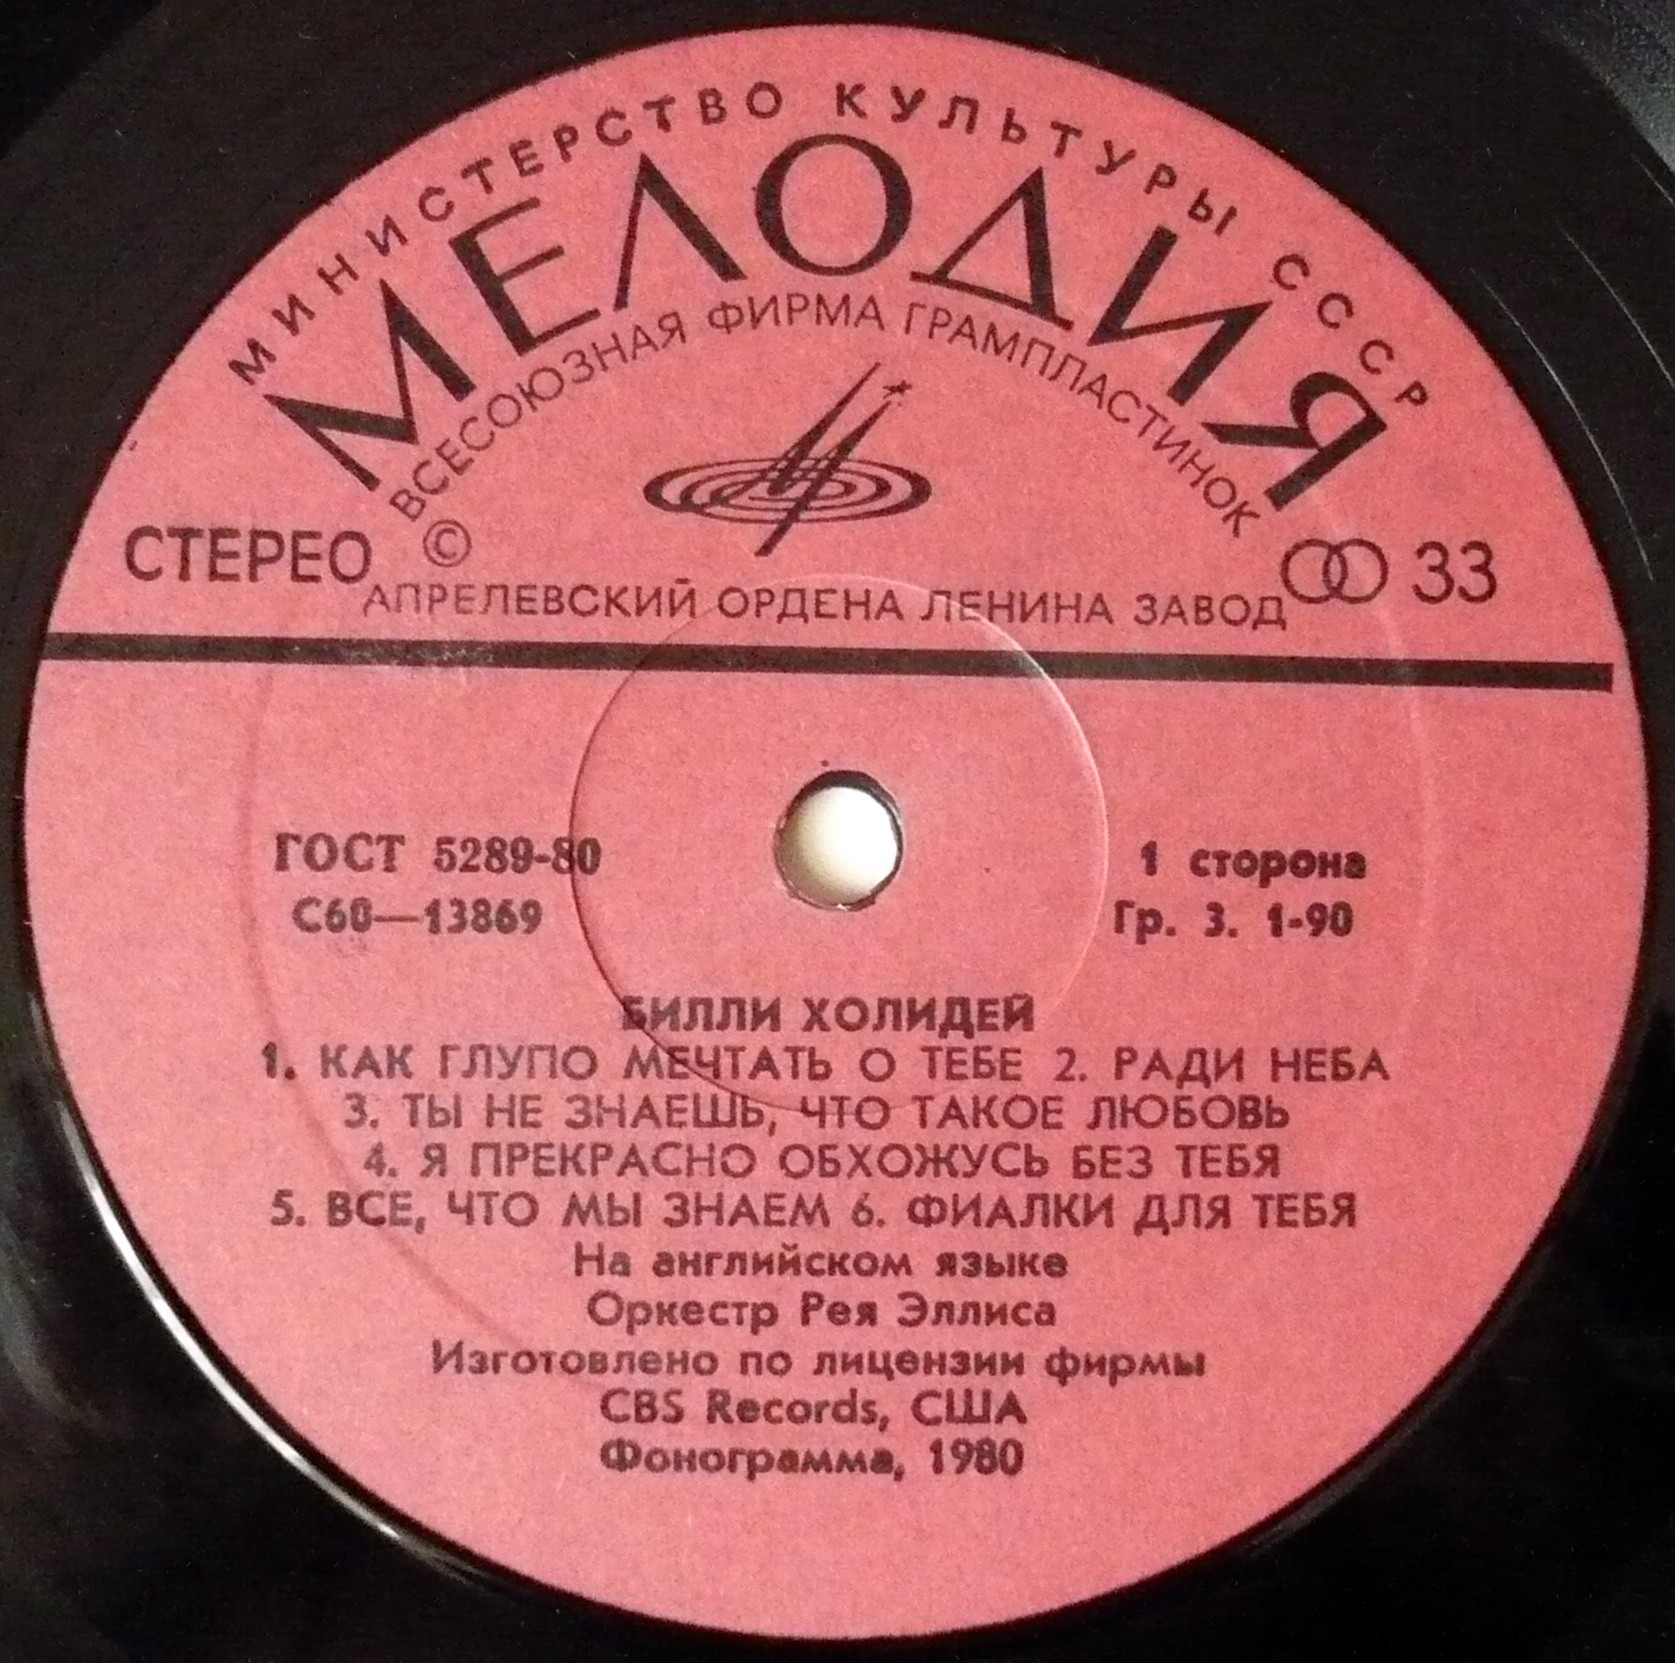 МИНИСТЕРСТВО КУЛЬТУРЫ СССР
МЕЛОДИЯ
ВСЕСОЮЗНАЯ ФИРМА ГРАМПЛАСТИНОК
СТЕРЕО © 33
АПРЕЛЕВСКИЙ ОРДЕНА ЛЕНИНА ЗАВОД
ГОСТ 5289-80 1 сторона
С60—13869 Гр. 3. 1-90
БИЛЛИ ХОЛИДЕЙ
1. КАК ГЛУПО МЕЧТАТЬ О ТЕБЕ 2. РАДИ НЕБА
3. ТЫ НЕ ЗНАЕШЬ, ЧТО ТАКОЕ ЛЮБОВЬ
4. Я ПРЕКРАСНО ОБХОЖУСЬ БЕЗ ТЕБЯ
5. ВСЕ, ЧТО МЫ ЗНАЕМ 6. ФИАЛКИ ДЛЯ ТЕБЯ
На английском языке
Оркестр Рея Эллиса
Изготовлено по лицензии фирмы
CBS Records, США
Фонограмма, 1980